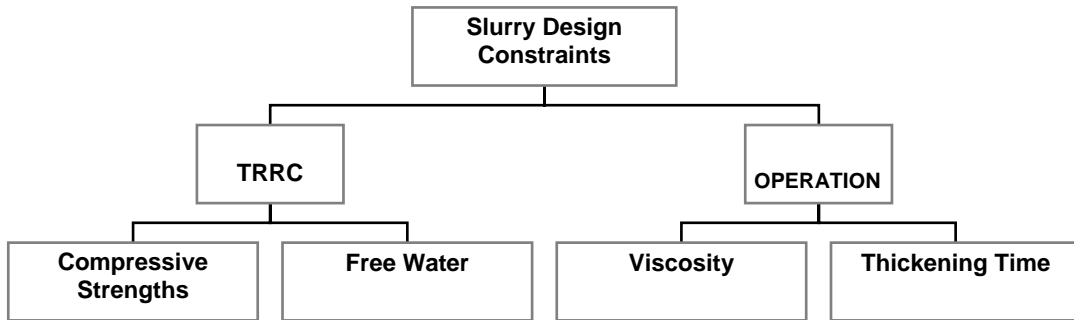 Slurry Design
Constraints
TRRC
OPERATION
Compressive
Strengths
Free Water
Viscosity
Thickening Time